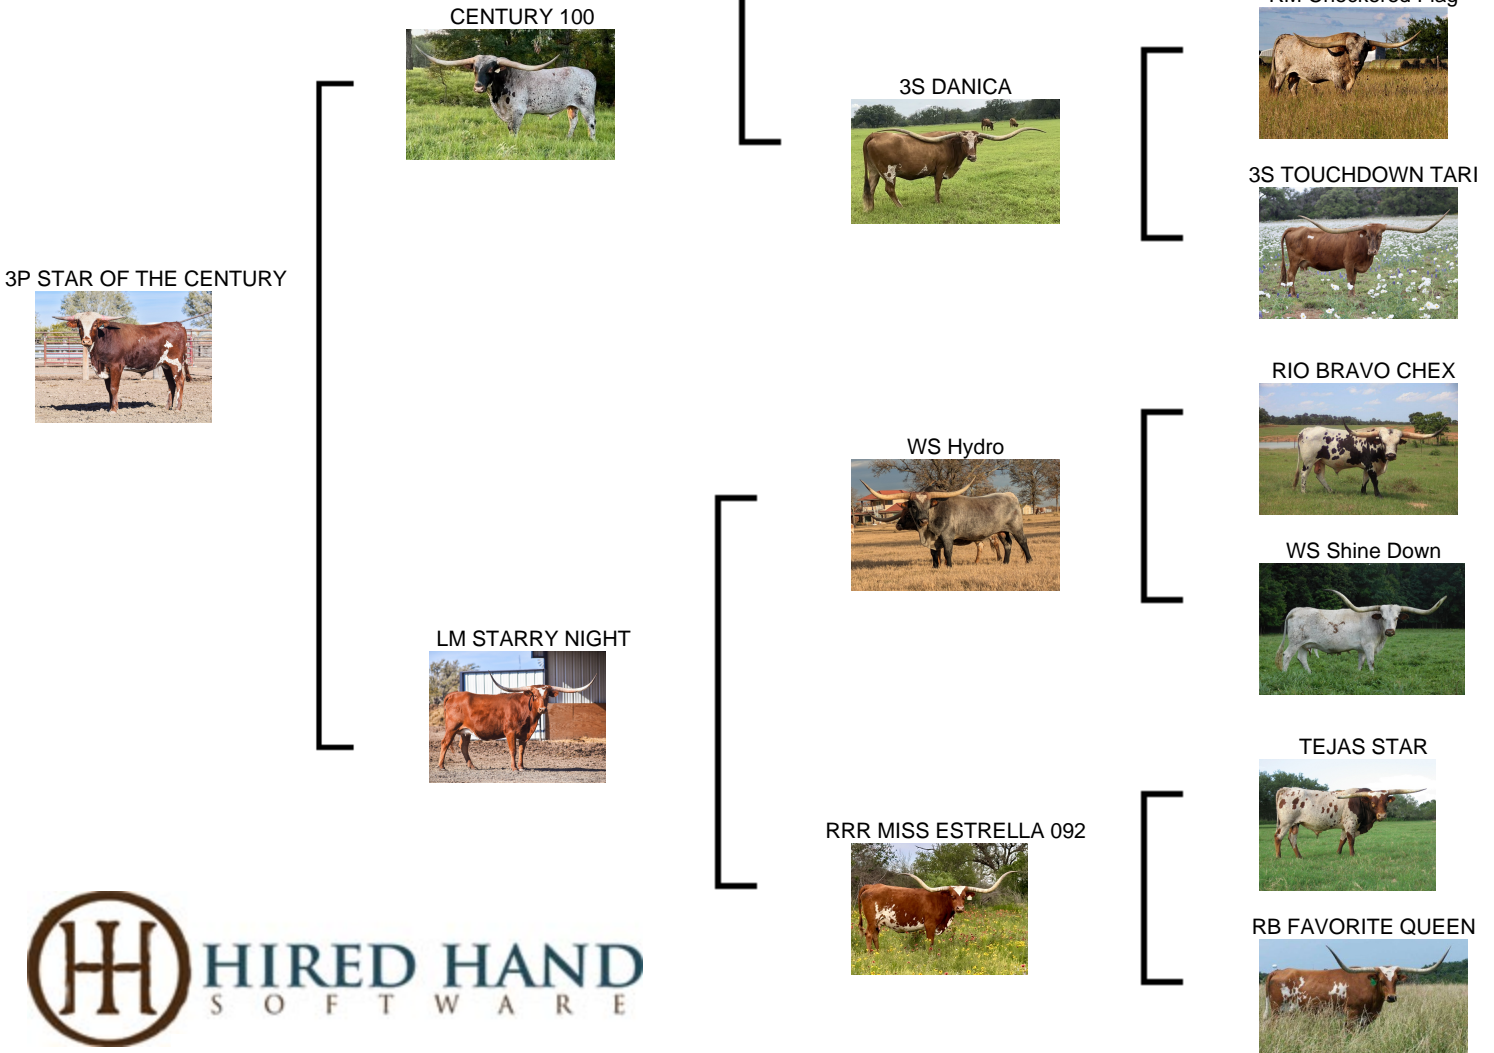 CENTURY 100
3S DANICA
3S TOUCHDOWN TARI
3P STAR OF THE CENTURY
RIO BRAVO CHEX
WS Hydro
WS Shine Down
LM STARRY NIGHT
TEJAS STAR
RRR MISS ESTRELLA 092
RB FAVORITE QUEEN
HIRED HAND
SOFTWARE